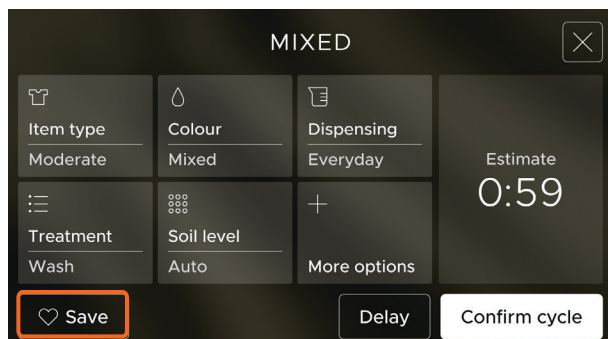 MIXED
Item type
Moderate
Colour
Mixed
Dispensing
Everyday
Estimate
0:59
Treatment
Wash
Soil level
Auto
More options
Save
Delay
Confirm cycle